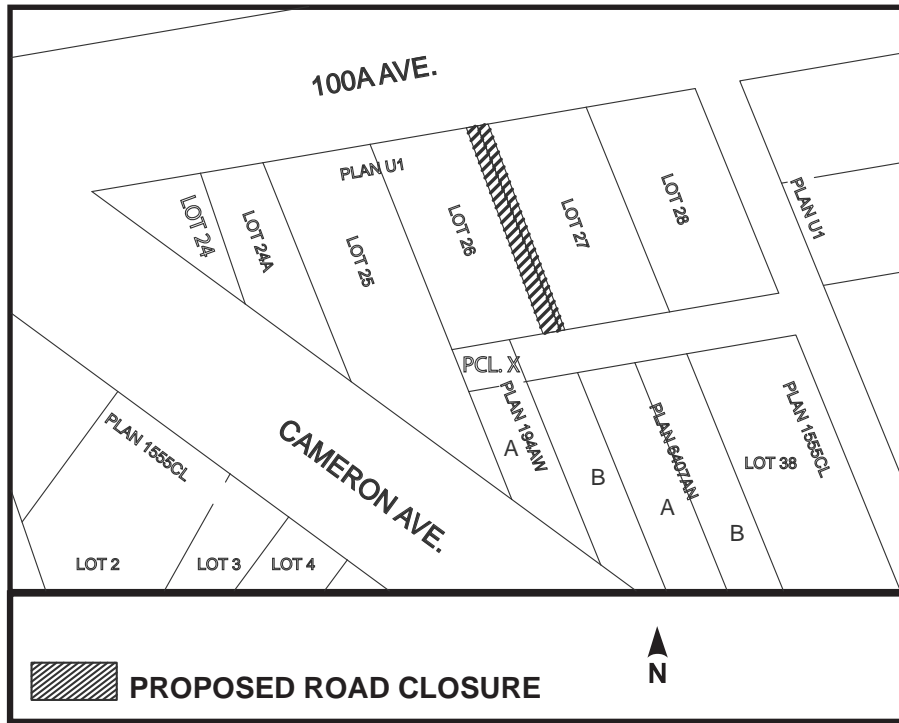 100A AVE.
PLAN U1
LOT 24
LOT 24A
LOT 25
LOT 26
LOT 27
LOT 28
PLAN U1
PCL. X
PLAN 194AW
A
B
PLAN 6407AN
A
B
LOT 38
PLAN 1555CL
CAMERON AVE.
PLAN 1555CL
LOT 2
LOT 3
LOT 4
PROPOSED ROAD CLOSURE
N